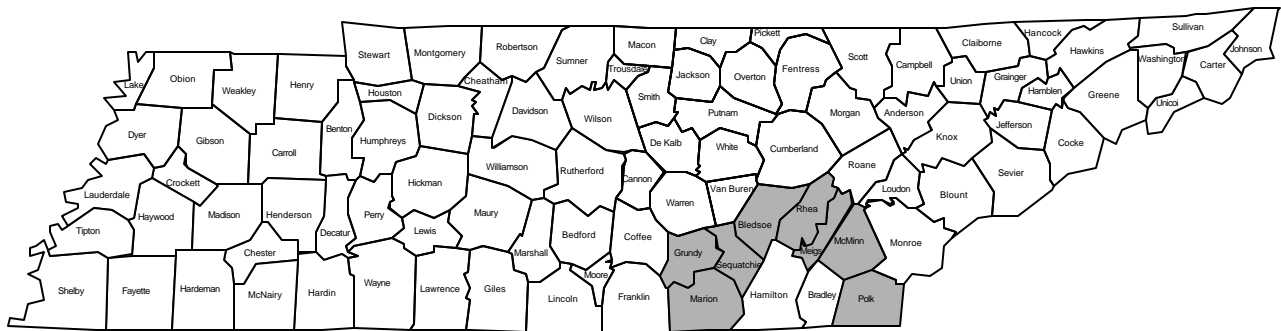 Pickett
Sullivan
Hancock
Clay
Macon
Robertson
Claiborne
Johnson
Montgomery
Hawkins
Stewart
Sumner
Scott
Washington
Campbell
Carter
Fentress
Trousdale
Jackson
Overton
Grainger
Union
Cheatham
Obion
Lake
Henry
Weakley
Houston
Hamblen
Greene
Smith
Unicoi
Davidson
Putnam
Morgan
Anderson
Dickson
Wilson
Jefferson
Benton
Dyer
Knox
Gibson
Humphreys
De Kalb
Cocke
White
Cumberland
Carroll
Roane
Williamson
Rutherford
Sevier
Cannon
Crockett
Hickman
Van Buren
Loudon
Lauderdale
Blount
Warren
Rhea
Perry
Maury
Haywood
Madison
Henderson
Bledsoe
Tipton
Lewis
Decatur
Bedford
Coffee
McMinn
Monroe
Meigs
Marshall
Chester
Grundy
Sequatchie
Moore
Wayne
Lawrence
Giles
Hardeman
Shelby
Fayette
McNairy
Hardin
Lincoln
Franklin
Marion
Hamilton
Bradley
Polk